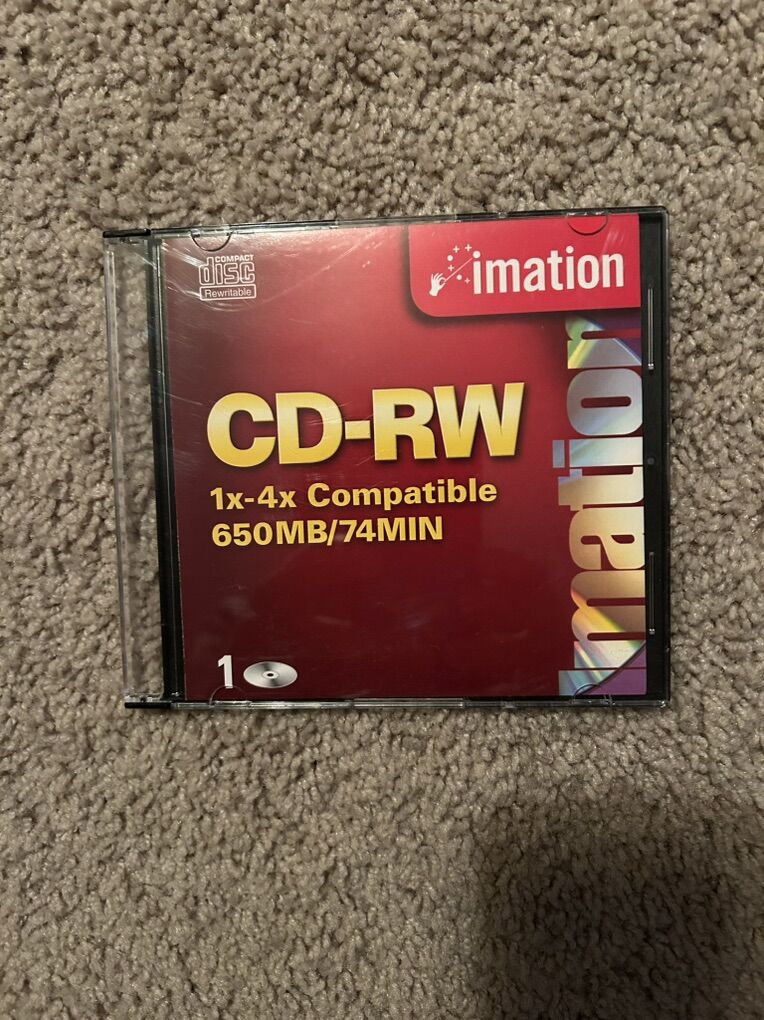 COMPACT
disc
Rewritable
imation
CD-RW
1x-4x Compatible
650MB/74MIN
1
imation